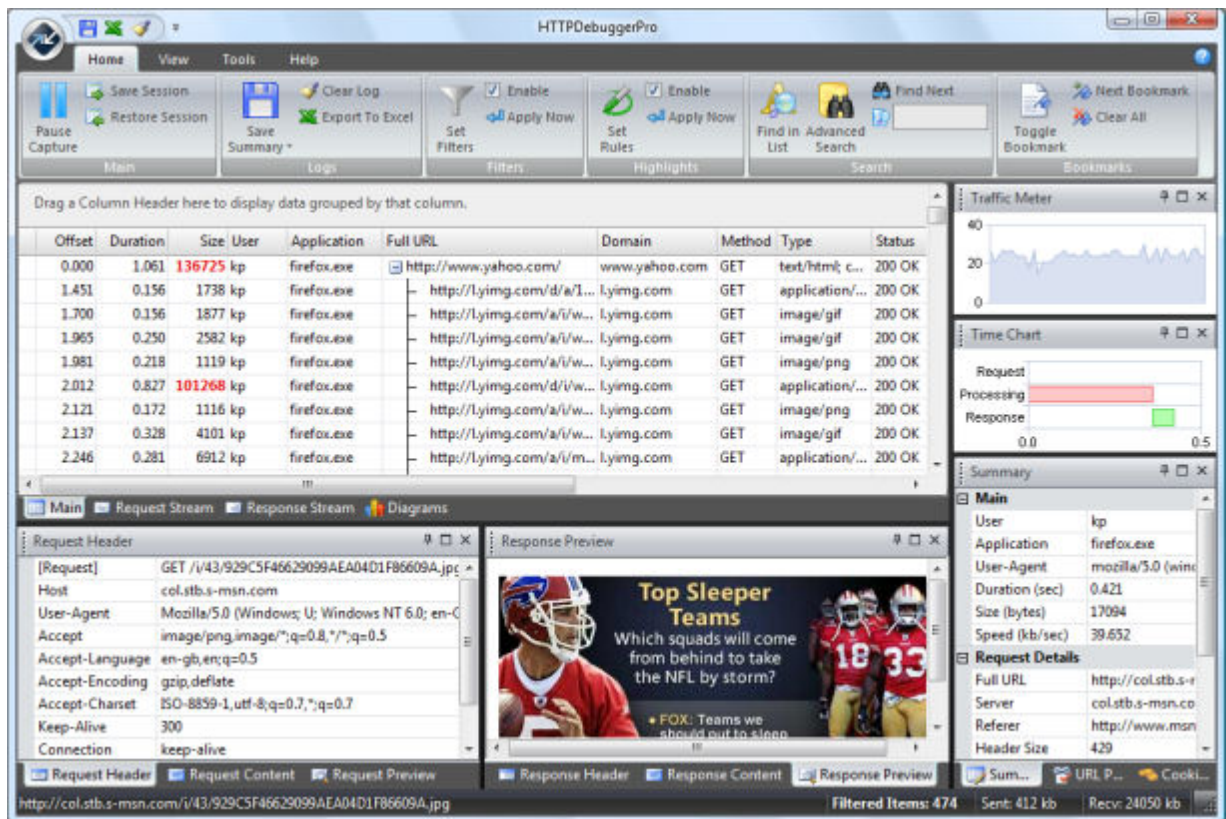 HTTPDebuggerPro
Home View Tools Help
Pause Capture
Save Session
Restore Session
Main
Save Summary
Clear Log
Export To Excel
Logs
Set Filters
Enable
Apply Now
Filters
Set Rules
Enable
Apply Now
Highlights
Find in List
Advanced Search
Find Next
Search
Toggle Bookmark
Next Bookmark
Clear All
Bookmarks
Drag a Column Header here to display data grouped by that column.
Offset Duration Size User Application Full URL Domain Method Type Status
0.000 1.061 136725 kp firefox.exe http://www.yahoo.com/ www.yahoo.com GET text/html; c... 200 OK
1.451 0.156 1738 kp firefox.exe http://l.yimg.com/d/a/1... l.yimg.com GET application/... 200 OK
1.700 0.156 1877 kp firefox.exe http://l.yimg.com/a/i/w... l.yimg.com GET image/gif 200 OK
1.965 0.250 2582 kp firefox.exe http://l.yimg.com/a/i/w... l.yimg.com GET image/gif 200 OK
1.981 0.218 1119 kp firefox.exe http://l.yimg.com/a/i/w... l.yimg.com GET image/png 200 OK
2.012 0.827 101268 kp firefox.exe http://l.yimg.com/d/i/w... l.yimg.com GET application/... 200 OK
2.121 0.172 1116 kp firefox.exe http://l.yimg.com/a/i/w... l.yimg.com GET image/png 200 OK
2.137 0.328 4101 kp firefox.exe http://l.yimg.com/a/i/w... l.yimg.com GET image/gif 200 OK
2.246 0.281 6912 kp firefox.exe http://l.yimg.com/a/i/m... l.yimg.com GET application/... 200 OK
Main Request Stream Response Stream Diagrams
Traffic Meter
40
20
0
Time Chart
Request
Processing
Response
0.0 0.5
Request Header
[Request] GET /i/43/929C5F46629099AEA04D1F86609A.jpg
Host col.stb.s-msn.com
User-Agent Mozilla/5.0 (Windows; U; Windows NT 6.0; en-G
Accept image/png,image/*;q=0.8,*/*;q=0.5
Accept-Language en-gb,en;q=0.5
Accept-Encoding gzip,deflate
Accept-Charset ISO-8859-1,utf-8;q=0.7,*;q=0.7
Keep-Alive 300
Connection keep-alive
Request Header Request Content Request Preview
Response Preview
Top Sleeper
Teams
Which squads will come
from behind to take
the NFL by storm?
• FOX: Teams we
should put to sleep
18 33
Response Header Response Content Response Preview
Summary
Main
User kp
Application firefox.exe
User-Agent mozilla/5.0 (winc
Duration (sec) 0.421
Size (bytes) 17094
Speed (kb/sec) 39.652
Request Details
Full URL http://col.stb.s-r
Server col.stb.s-msn.co
Referer http://www.msn
Header Size 429
Sum... URL P... Cooki...
http://col.stb.s-msn.com/i/43/929C5F46629099AEA04D1F86609A.jpg
Filtered Items: 474 Sent: 412 kb Recv: 24050 kb